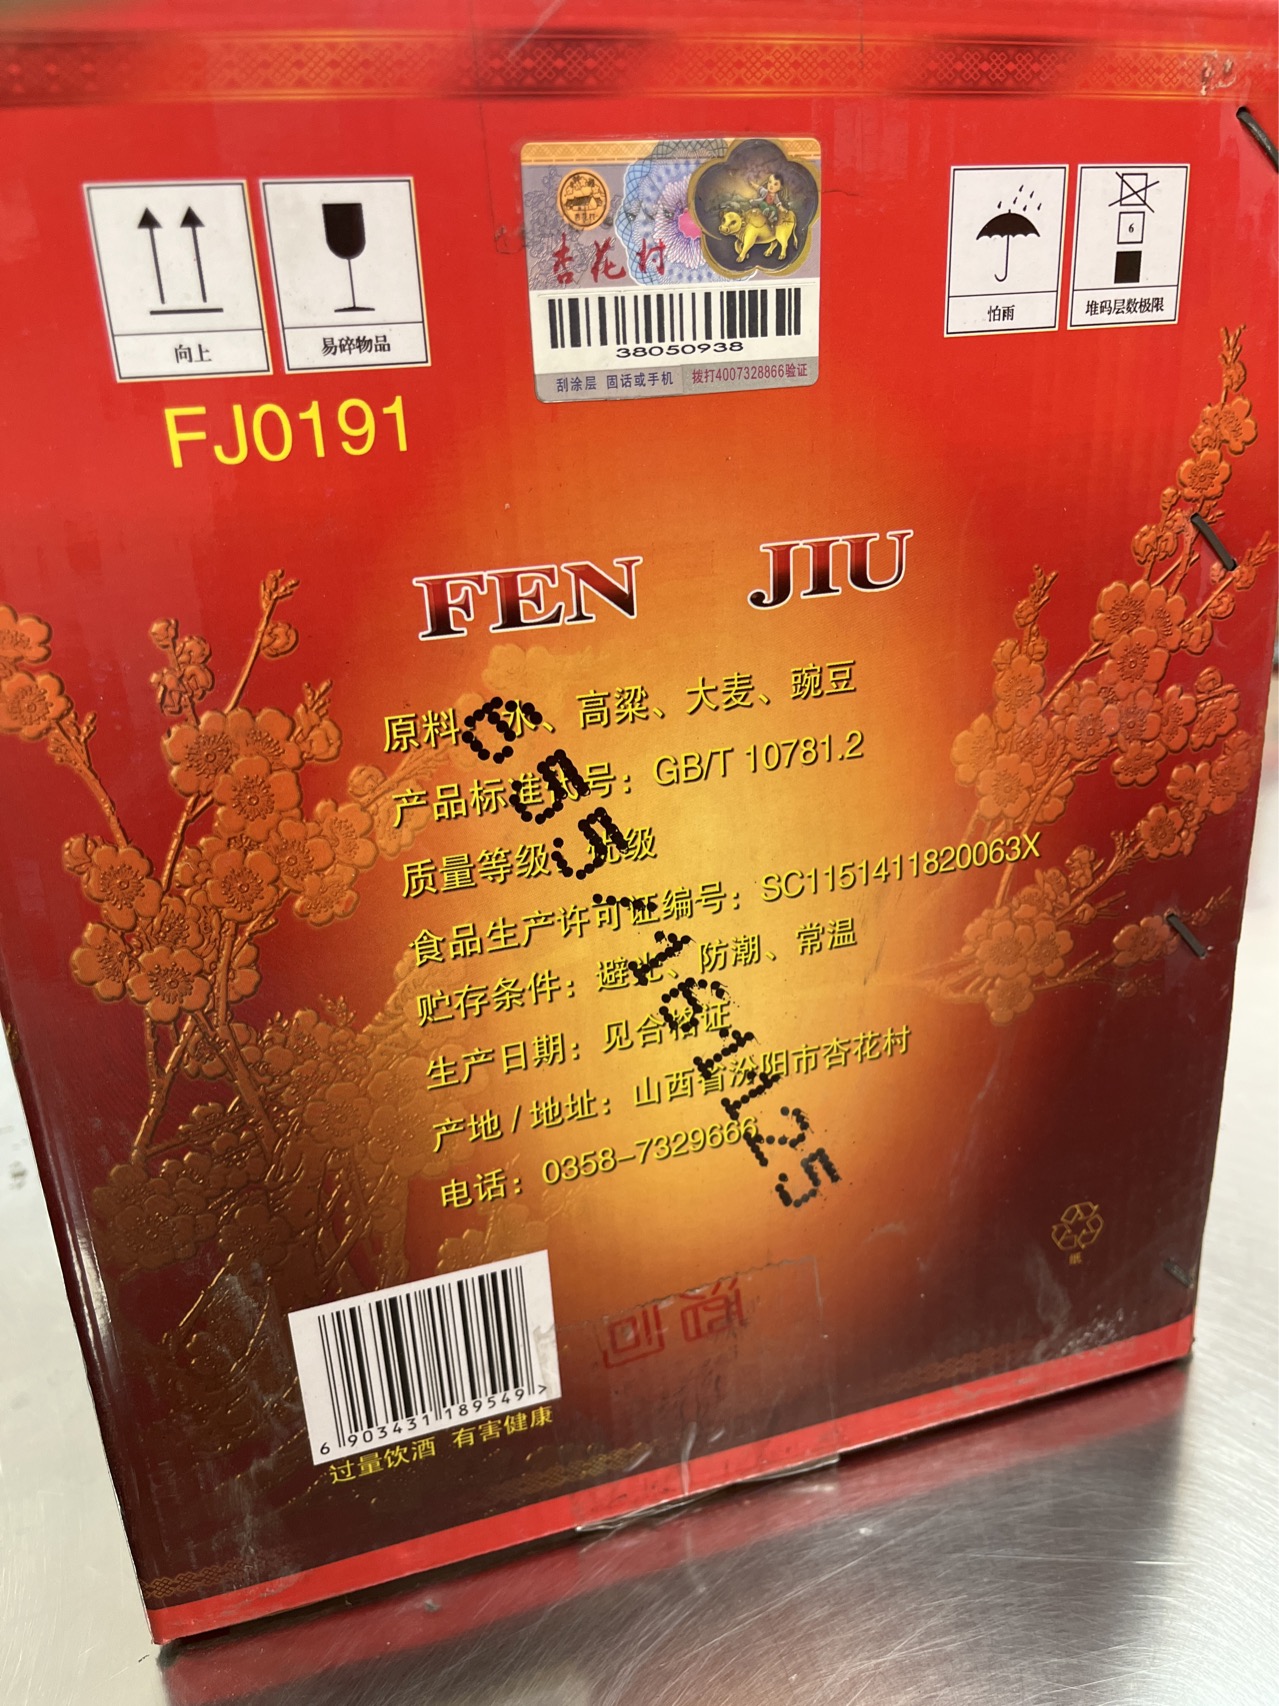 杏花村
38050938
刮涂层 固话或手机 拨打4007328866验证
向上
易碎物品
怕雨
6
堆码层数极限
FJ0191
FEN JIU
原料 水、高粱、大麦、豌豆
产品标准 号：GB/T 10781.2
质量等级 级
食品生产许可证编号：SC11514118200​63X
贮存条件：避光、防潮、常温
生产日期：见合格证
产地/地址：山西省汾阳市杏花村
电话：0358-7329666
6 903431 189549 >
过量饮酒 有害健康
纸